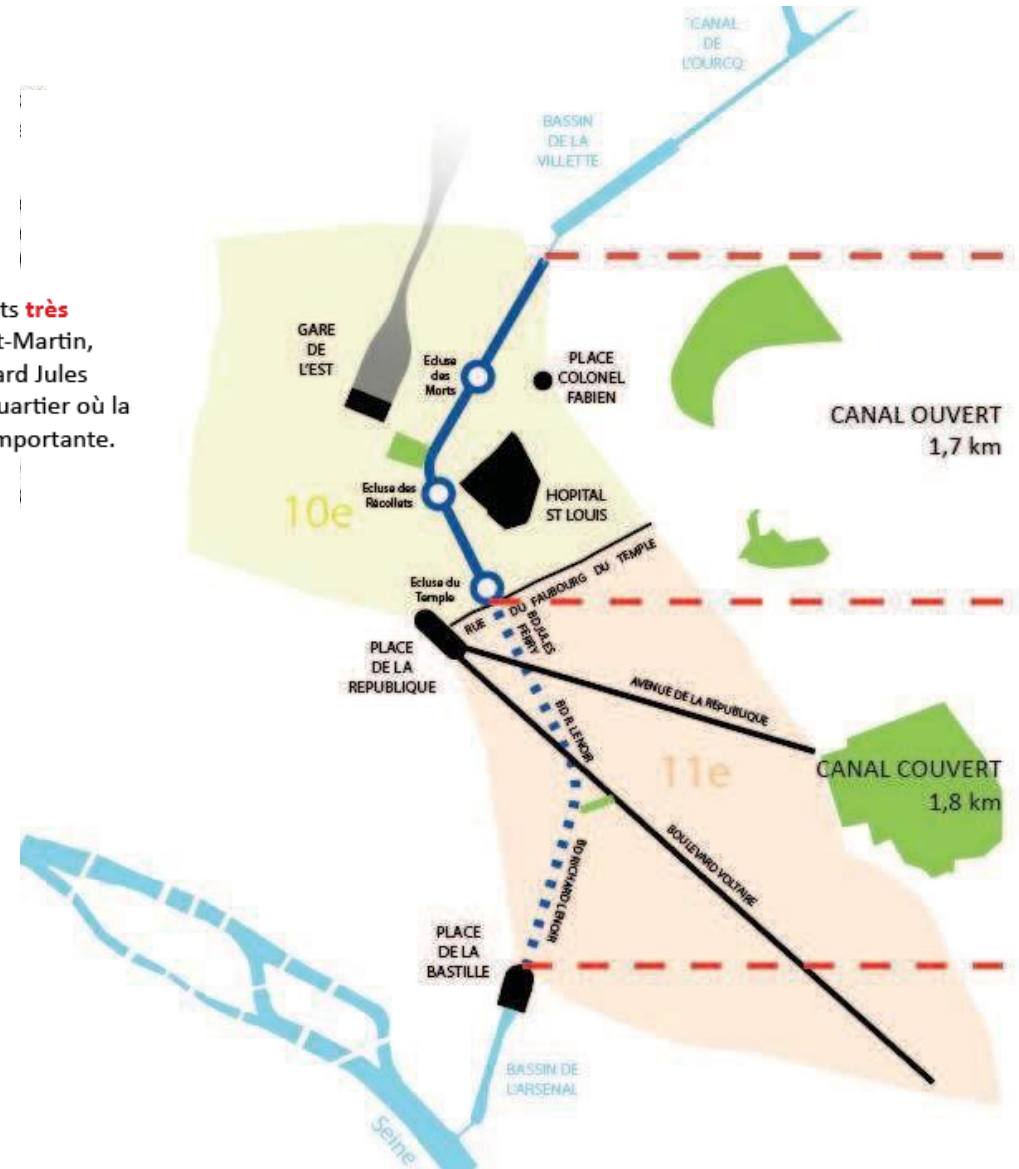 CANAL
DE
L'OURCQ
BASSIN
DE LA
VILLETTE
ts très
t-Martin,
ard Jules
uartier où la
mportante.
GARE
DE
L'EST
Ecluse
des
Morts
PLACE
COLONEL
FABIEN
CANAL OUVERT
1,7 km
Ecluse des
Récollets
10e
HOPITAL
ST LOUIS
Ecluse du
Temple
RUE DU FAUBOURG DU TEMPLE
BD JULES
FERRY
PLACE
DE LA
REPUBLIQUE
AVENUE DE LA RÉPUBLIQUE
BD R. LENOIR
11e
CANAL COUVERT
1,8 km
BOULEVARD VOLTAIRE
BD RICHARD LENOIR
PLACE
DE LA
BASTILLE
BASSIN DE
L'ARSENAL
Seine